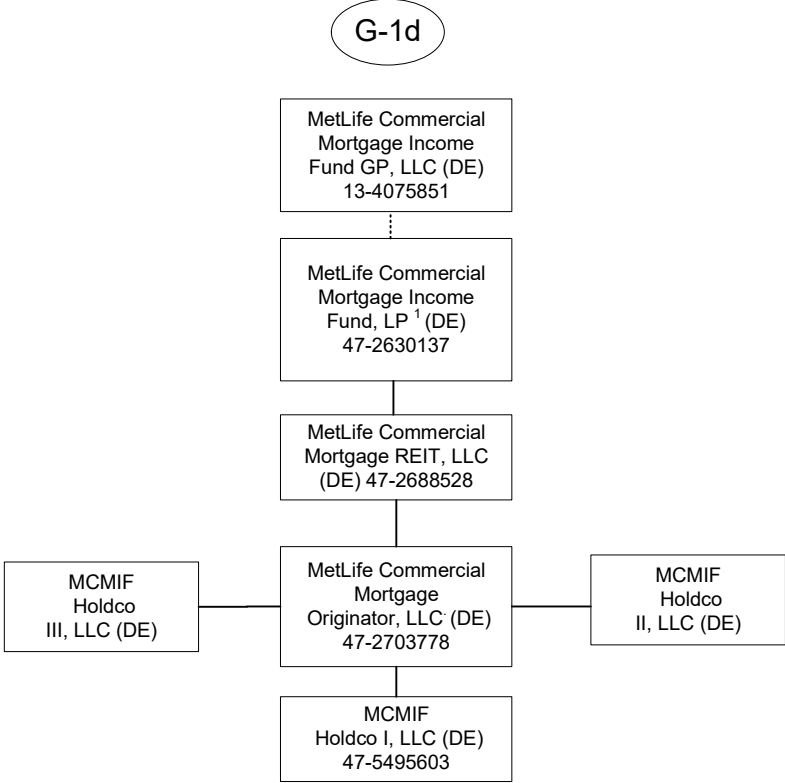 G-1d
MetLife Commercial
Mortgage Income
Fund GP, LLC (DE)
13-4075851
MetLife Commercial
Mortgage Income
Fund, LP ¹ (DE)
47-2630137
MetLife Commercial
Mortgage REIT, LLC
(DE) 47-2688528
MCMIF
Holdco
III, LLC (DE)
MetLife Commercial
Mortgage
Originator, LLC· (DE)
47-2703778
MCMIF
Holdco
II, LLC (DE)
MCMIF
Holdco I, LLC (DE)
47-5495603